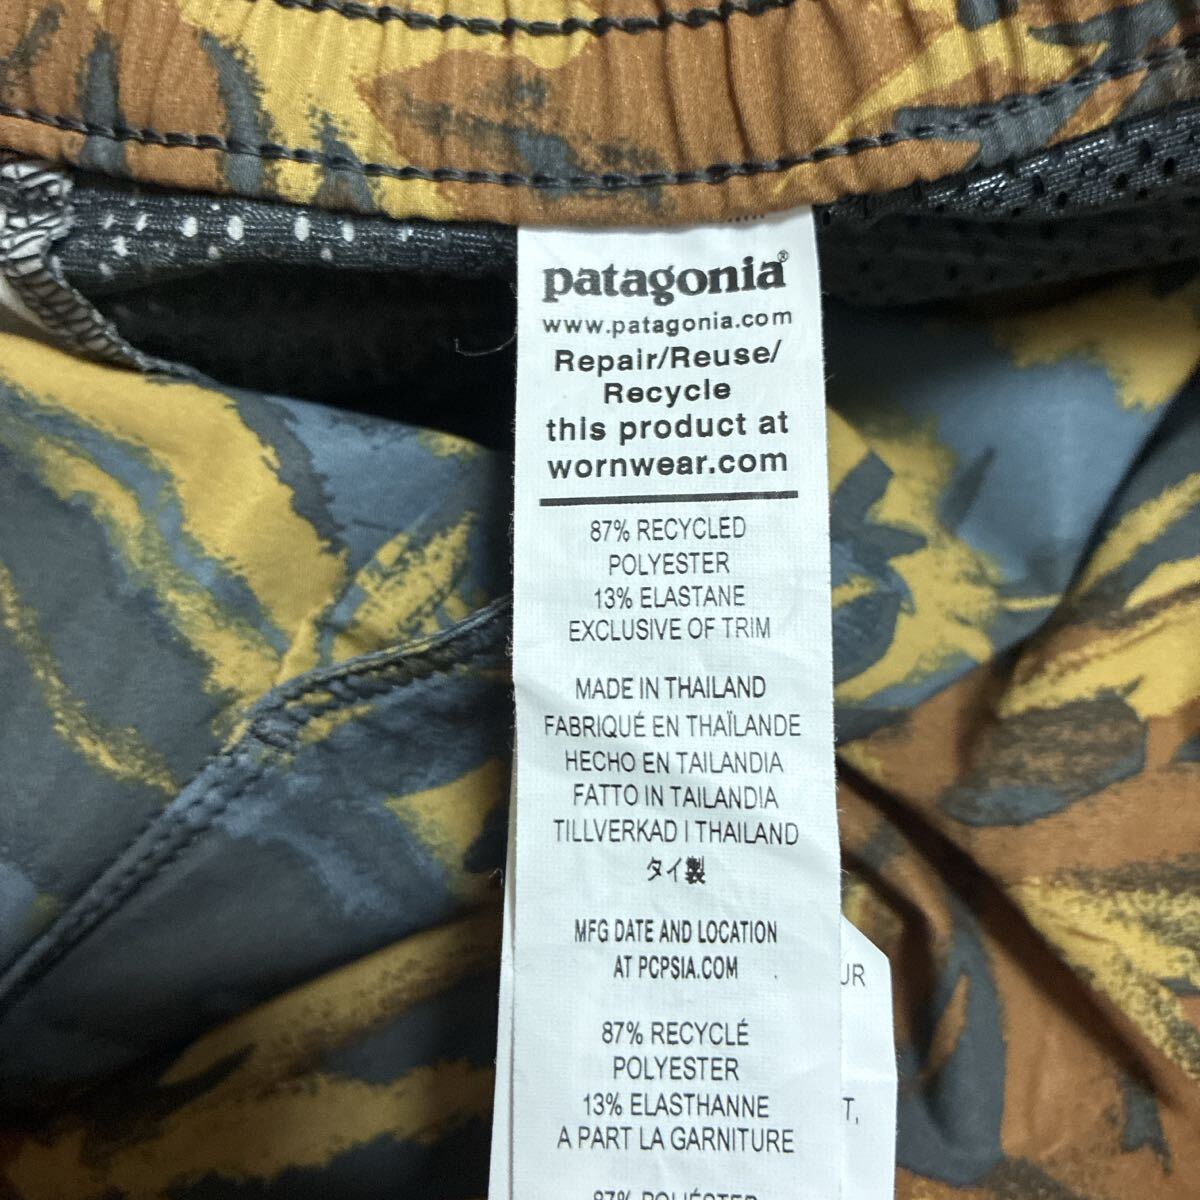 patagonia®
www.patagonia.com
Repair/Reuse/
Recycle
this product at
wornwear.com
87% RECYCLED
POLYESTER
13% ELASTANE
EXCLUSIVE OF TRIM
MADE IN THAILAND
FABRIQUÉ EN THAÏLANDE
HECHO EN TAILANDIA
FATTO IN TAILANDIA
TILLVERKAD I THAILAND
タイ製
MFG DATE AND LOCATION
AT PCPSIA.COM
87% RECYCLÉ
POLYESTER
13% ELASTHANNE
A PART LA GARNITURE
87% POLIÉSTER